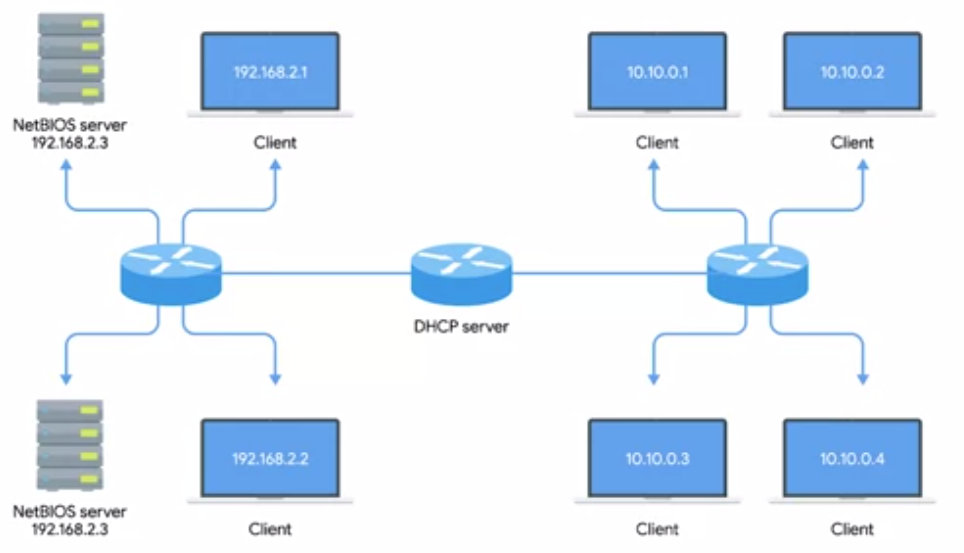 192.168.2.1
10.10.0.1
10.10.0.2
NetBIOS server
192.168.2.3
Client
Client
Client
DHCP server
192.168.2.2
10.10.0.3
10.10.0.4
NetBIOS server
192.168.2.3
Client
Client
Client